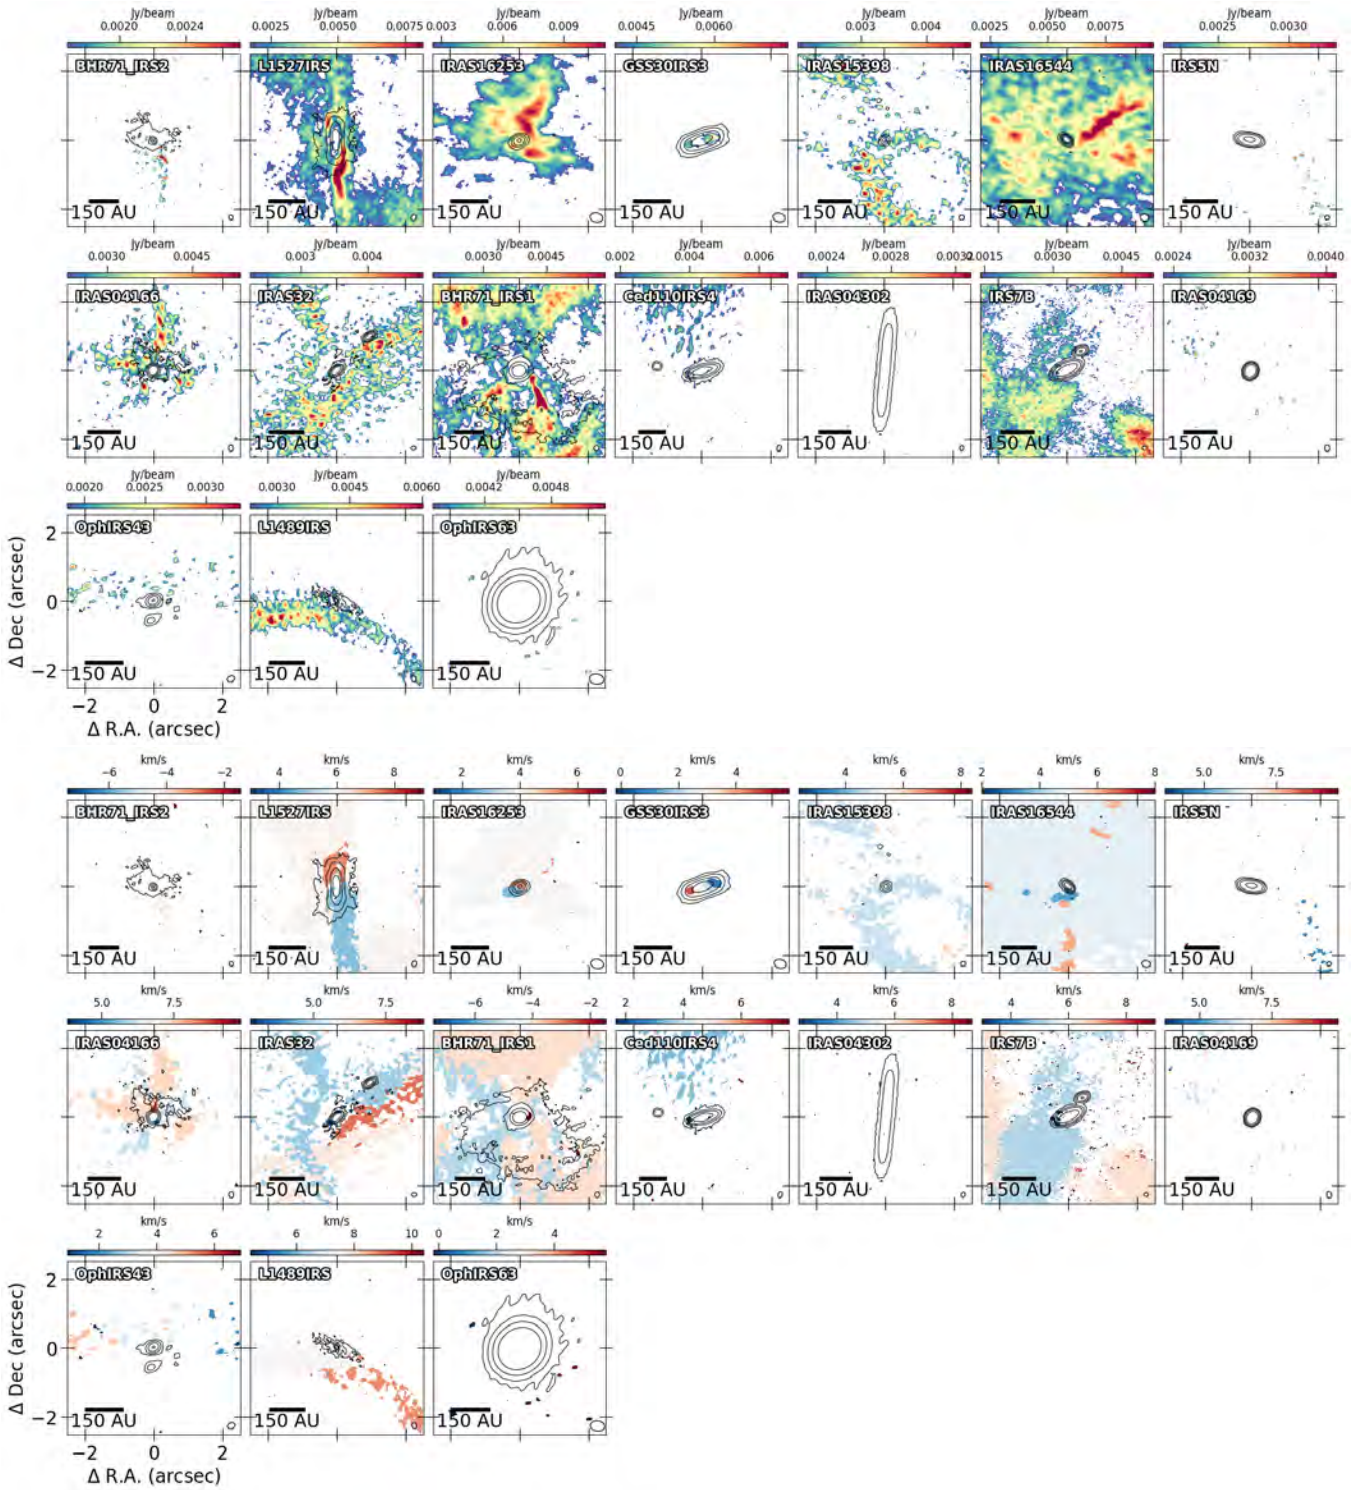 Jy/beam Jy/beam Jy/beam Jy/beam Jy/beam Jy/beam Jy/beam
0.0020 0.0024 0.0025 0.0050 0.0075 0.003 0.006 0.009 0.0045 0.0060 0.003 0.004 0.0025 0.0050 0.0075 0.0025 0.0030
BHR71_IRS2 L1527IRS IRAS16253 GSS30IRS3 IRAS15398 IRAS16544 IRS5N
150 AU 150 AU 150 AU 150 AU 150 AU 150 AU 150 AU
Jy/beam Jy/beam Jy/beam Jy/beam Jy/beam Jy/beam Jy/beam
0.0030 0.0045 0.003 0.004 0.0030 0.0045 0.002 0.004 0.006 0.0024 0.0028 0.0015 0.0030 0.0045 0.0024 0.0032 0.0040
IRAS04166 IRAS32 BHR71_IRS1 Ced110IRS4 IRAS04302 IRS7B IRAS04169
150 AU 150 AU 150 AU 150 AU 150 AU 150 AU 150 AU
Jy/beam Jy/beam Jy/beam
0.0020 0.0025 0.0030 0.0030 0.0045 0.0060 0.0042 0.0048
OphIRS43 L1489IRS OphIRS63
2
0
−2
Δ Dec (arcsec)
150 AU 150 AU 150 AU
−2 0 2
Δ R.A. (arcsec)
km/s km/s km/s km/s km/s km/s km/s
−6 −4 −2 4 6 8 2 4 6 0 2 4 4 6 8 2 4 6 8 5.0 7.5
BHR71_IRS2 L1527IRS IRAS16253 GSS30IRS3 IRAS15398 IRAS16544 IRS5N
150 AU 150 AU 150 AU 150 AU 150 AU 150 AU 150 AU
km/s km/s km/s km/s km/s km/s km/s
5.0 7.5 5.0 7.5 −6 −4 −2 2 4 6 4 6 8 4 6 8 5.0 7.5
IRAS04166 IRAS32 BHR71_IRS1 Ced110IRS4 IRAS04302 IRS7B IRAS04169
150 AU 150 AU 150 AU 150 AU 150 AU 150 AU 150 AU
km/s km/s km/s
2 4 6 6 8 10 0 2 4
OphIRS43 L1489IRS OphIRS63
2
0
−2
Δ Dec (arcsec)
150 AU 150 AU 150 AU
−2 0 2
Δ R.A. (arcsec)